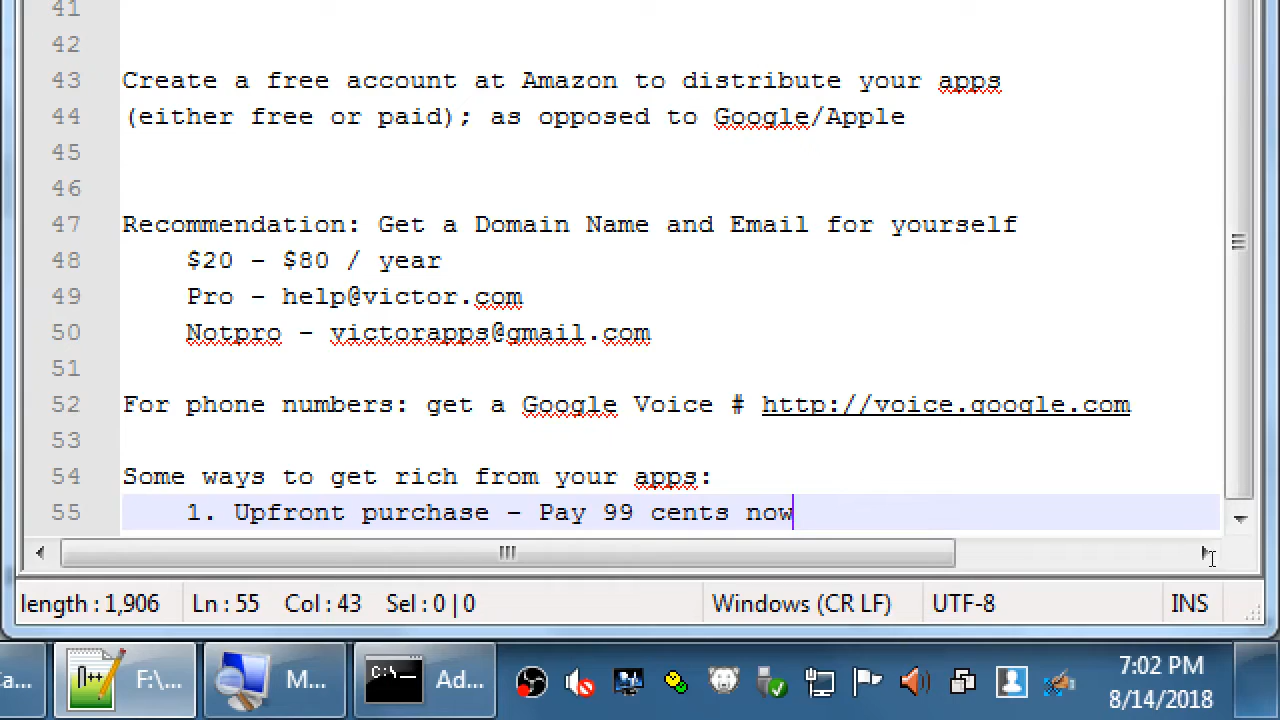 41
42
43 Create a free account at Amazon to distribute your apps
44 (either free or paid); as opposed to Google/Apple
45
46
47 Recommendation: Get a Domain Name and Email for yourself
48 $20 - $80 / year
49 Pro - help@victor.com
50 Notpro - victorapps@gmail.com
51
52 For phone numbers: get a Google Voice # http://voice.google.com
53
54 Some ways to get rich from your apps:
55 1. Upfront purchase - Pay 99 cents now
length : 1,906 Ln : 55 Col : 43 Sel : 0 | 0 Windows (CR LF) UTF-8 INS
a... F:\... M... C:\ Ad... 7:02 PM
8/14/2018